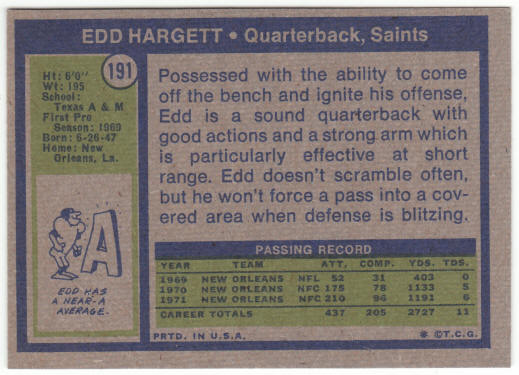 EDD HARGETT • Quarterback, Saints
191
Ht: 6'0"
Wt: 195
School:
Texas A & M
First Pro
Season: 1969
Born: 6-26-47
Home: New
Orleans, La.
A
EDD HAS
A NEAR-A
AVERAGE.
Possessed with the ability to come
off the bench and ignite his offense,
Edd is a sound quarterback with
good actions and a strong arm which
is particularly effective at short
range. Edd doesn't scramble often,
but he won't force a pass into a cov-
ered area when defense is blitzing.
PASSING RECORD
YEAR TEAM ATT. COMP. YDS. TDS.
1969 NEW ORLEANS NFL 52 31 403 0
1970 NEW ORLEANS NFC 175 78 1133 5
1971 NEW ORLEANS NFC 210 96 1191 6
CAREER TOTALS 437 205 2727 11
PRTD. IN U.S.A. * ©T.C.G.